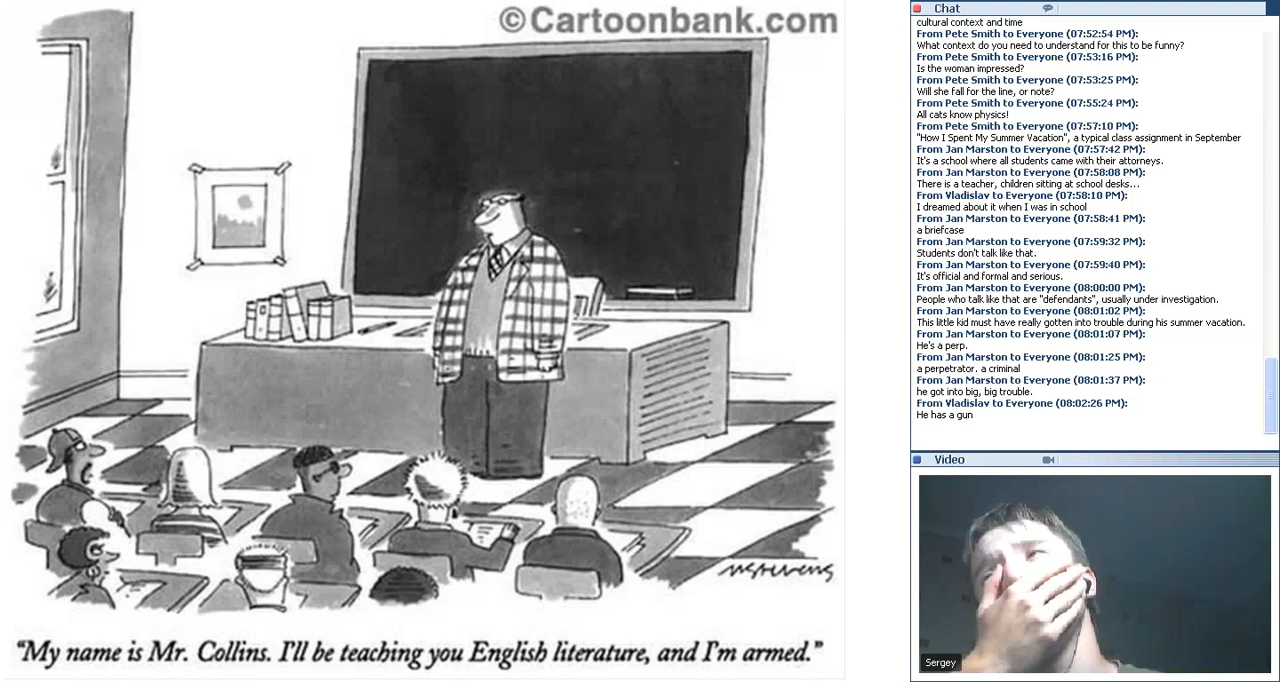 © Cartoonbank.com
MSTEVENS
"My name is Mr. Collins. I'll be teaching you English literature, and I'm armed."
Chat
cultural context and time
From Pete Smith to Everyone (07:52:54 PM):
What context do you need to understand for this to be funny?
From Pete Smith to Everyone (07:53:16 PM):
Is the woman impressed?
From Pete Smith to Everyone (07:53:25 PM):
Will she fall for the line, or note?
From Pete Smith to Everyone (07:55:24 PM):
All cats know physics!
From Pete Smith to Everyone (07:57:10 PM):
"How I Spent My Summer Vacation", a typical class assignment in September
From Jan Marston to Everyone (07:57:42 PM):
It's a school where all students came with their attorneys.
From Jan Marston to Everyone (07:58:08 PM):
There is a teacher, children sitting at school desks...
From Vladislav to Everyone (07:58:10 PM):
I dreamed about it when I was in school
From Jan Marston to Everyone (07:58:41 PM):
a briefcase
From Jan Marston to Everyone (07:59:32 PM):
Students don't talk like that.
From Jan Marston to Everyone (07:59:40 PM):
It's official and formal and serious.
From Jan Marston to Everyone (08:00:00 PM):
People who talk like that are "defendants", usually under investigation.
From Jan Marston to Everyone (08:01:02 PM):
This little kid must have really gotten into trouble during his summer vacation.
From Jan Marston to Everyone (08:01:07 PM):
He's a perp.
From Jan Marston to Everyone (08:01:25 PM):
a perpetrator. a criminal
From Jan Marston to Everyone (08:01:37 PM):
he got into big, big trouble.
From Vladislav to Everyone (08:02:26 PM):
He has a gun
Video
Sergey